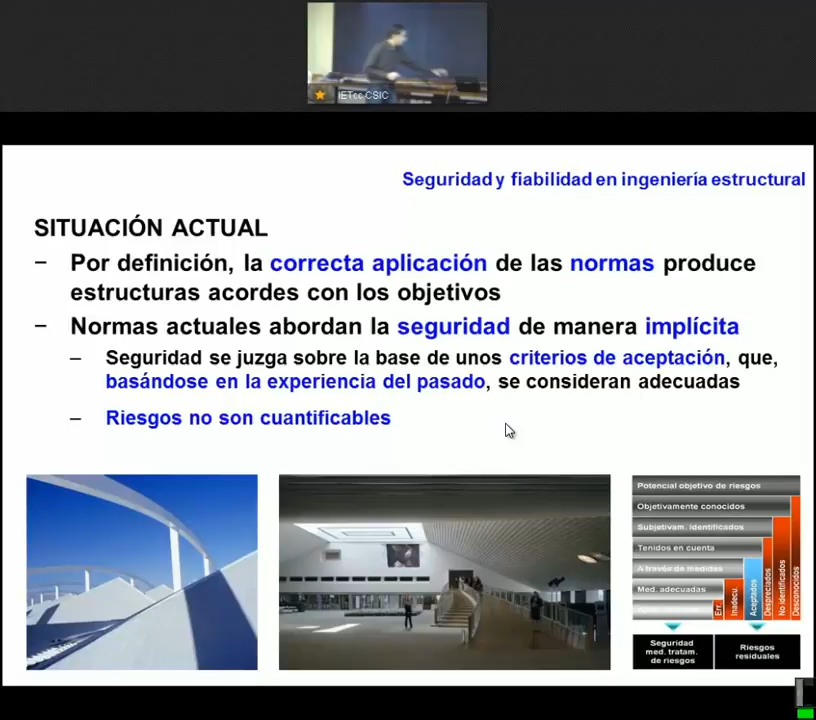 IETcc CSIC
Seguridad y fiabilidad en ingeniería estructural
SITUACIÓN ACTUAL
– Por definición, la correcta aplicación de las normas produce
estructuras acordes con los objetivos
– Normas actuales abordan la seguridad de manera implícita
– Seguridad se juzga sobre la base de unos criterios de aceptación, que,
basándose en la experiencia del pasado, se consideran adecuadas
– Riesgos no son cuantificables
Potencial objetivo de riesgos
Objetivamente conocidos
Subjetivam. Identificados
Tenidos en cuenta
A través de medidas
Med. adecuadas
Err.
Inadecu.
Aceptados
Despreciados
No identificados
Desconocidos
Seguridad
med. tratam.
de riesgos
Riesgos
residuales